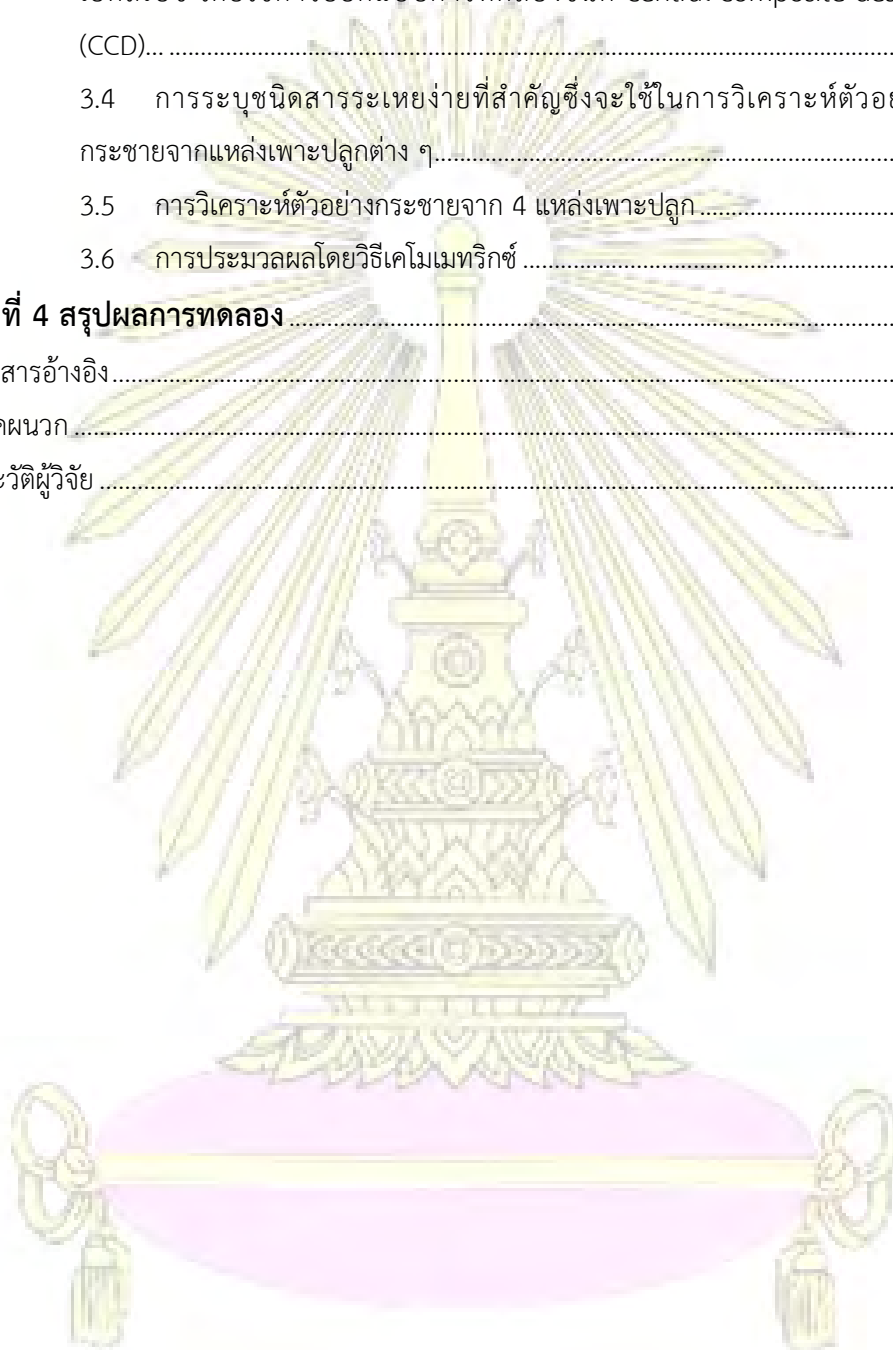 (CCD)... ........................................................................................................
3.4 การระบุชนิดสารระเหยง่ายที่สำคัญซึ่งจะใช้ในการวิเคราะห์
กระชายจากแหล่งเพาะปลูกต่าง ๆ........................................................................
3.5 การวิเคราะห์ตัวอย่างกระชายจาก 4 แหล่งเพาะปลูก................................
3.6 การประมวลผลโดยวิธีเคโมเมทริกซ์ .............................................................
ที่ 4 สรุปผลการทดลอง.....................................................................................
สารอ้างอิง........................................................................................................
ผนวก ..............................................................................................................
วัติผู้วิจัย ..........................................................................................................